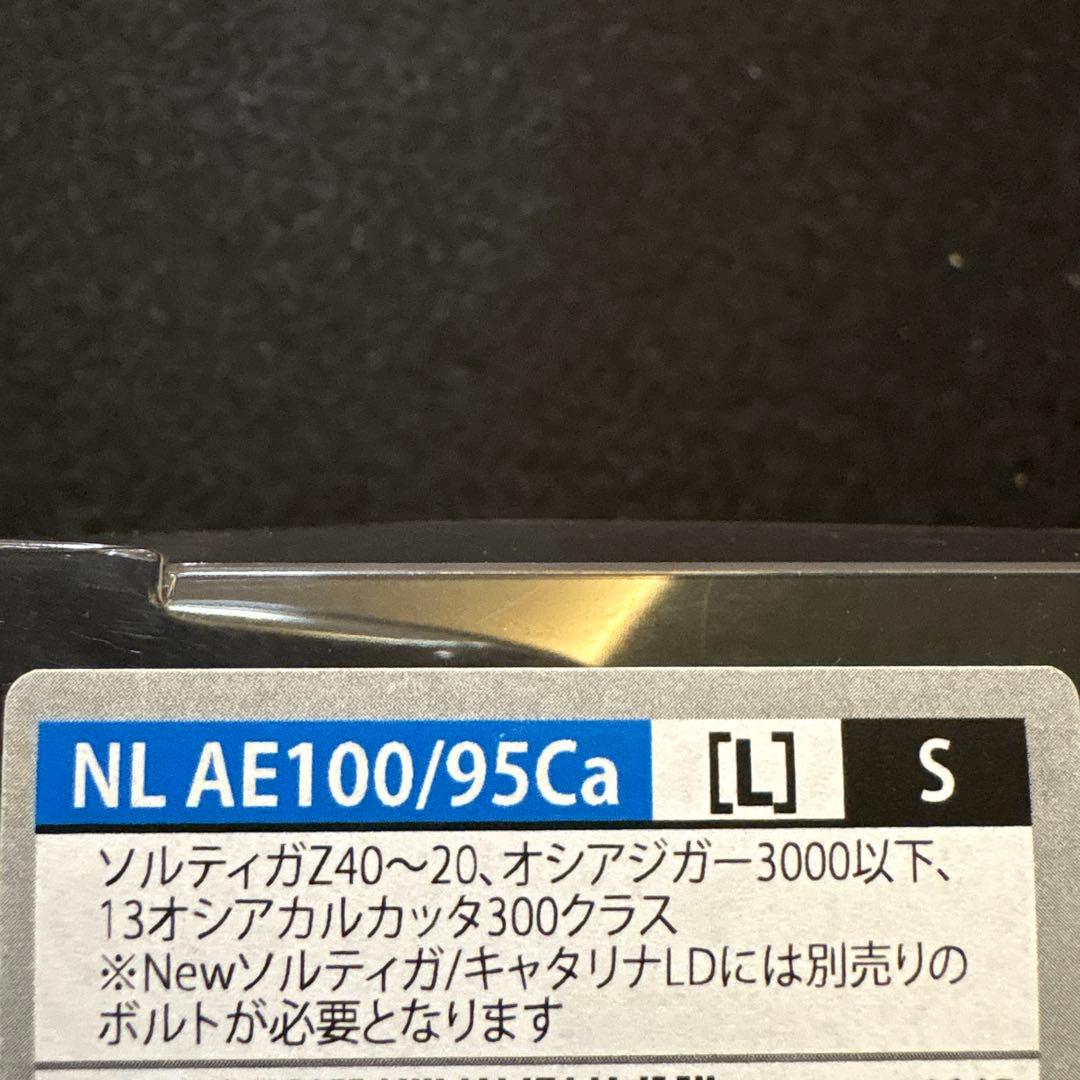 NL AE100/95Ca [L] S
ソルティガZ40〜20、オシアジガー3000以下、
13オシアカルカッタ300クラス
※Newソルティガ/キャタリナLDには別売りの
ボルトが必要となります